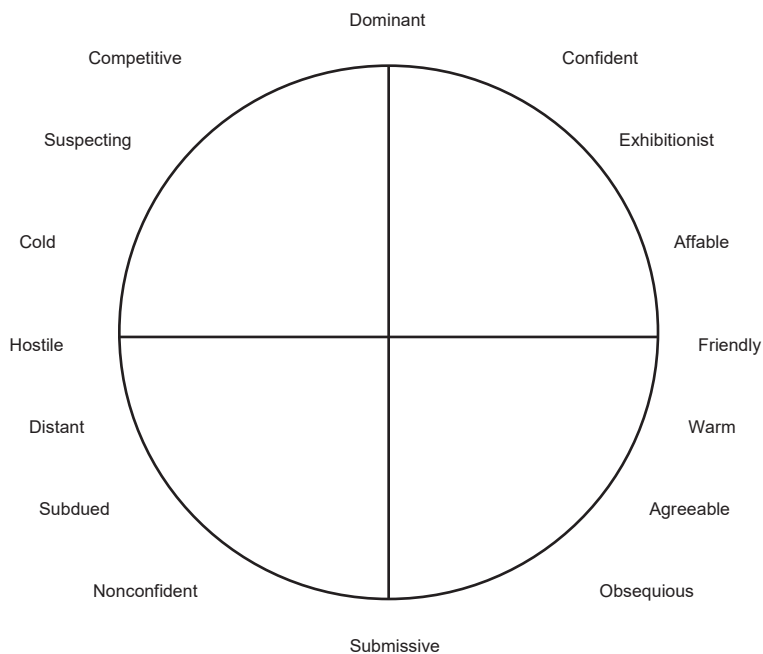 Dominant
Competitive
Confident
Suspecting
Exhibitionist
Cold
Affable
Hostile
Friendly
Distant
Warm
Subdued
Agreeable
Nonconfident
Obsequious
Submissive